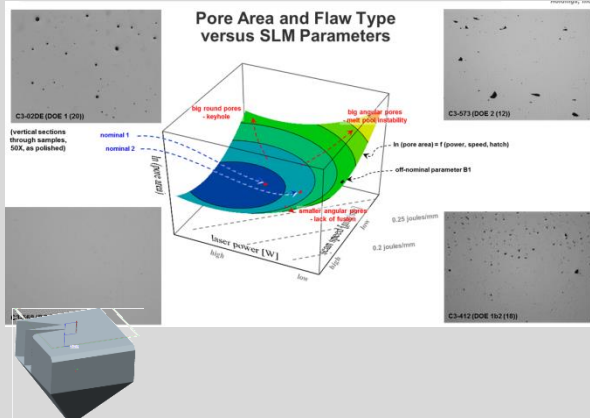 Pore Area and Flaw Type
versus SLM Parameters
C3-02DE (DOE 1 (20))
(vertical sections
through samples,
50X, as polished)
C3-573 (DOE 2 (12))
big round pores
- keyhole
big angular pores
- melt pool instability
nominal 1
nominal 2
ln (pore area) = f (power, speed, hatch)
off-nominal parameter B1
ln (pore area)
smaller angular pores
- lack of fusion
laser power [W]
high
low
scan speed
low
high
0.25 joules/mm
0.2 joules/mm
C3-412 (DOE 1b2 (18))